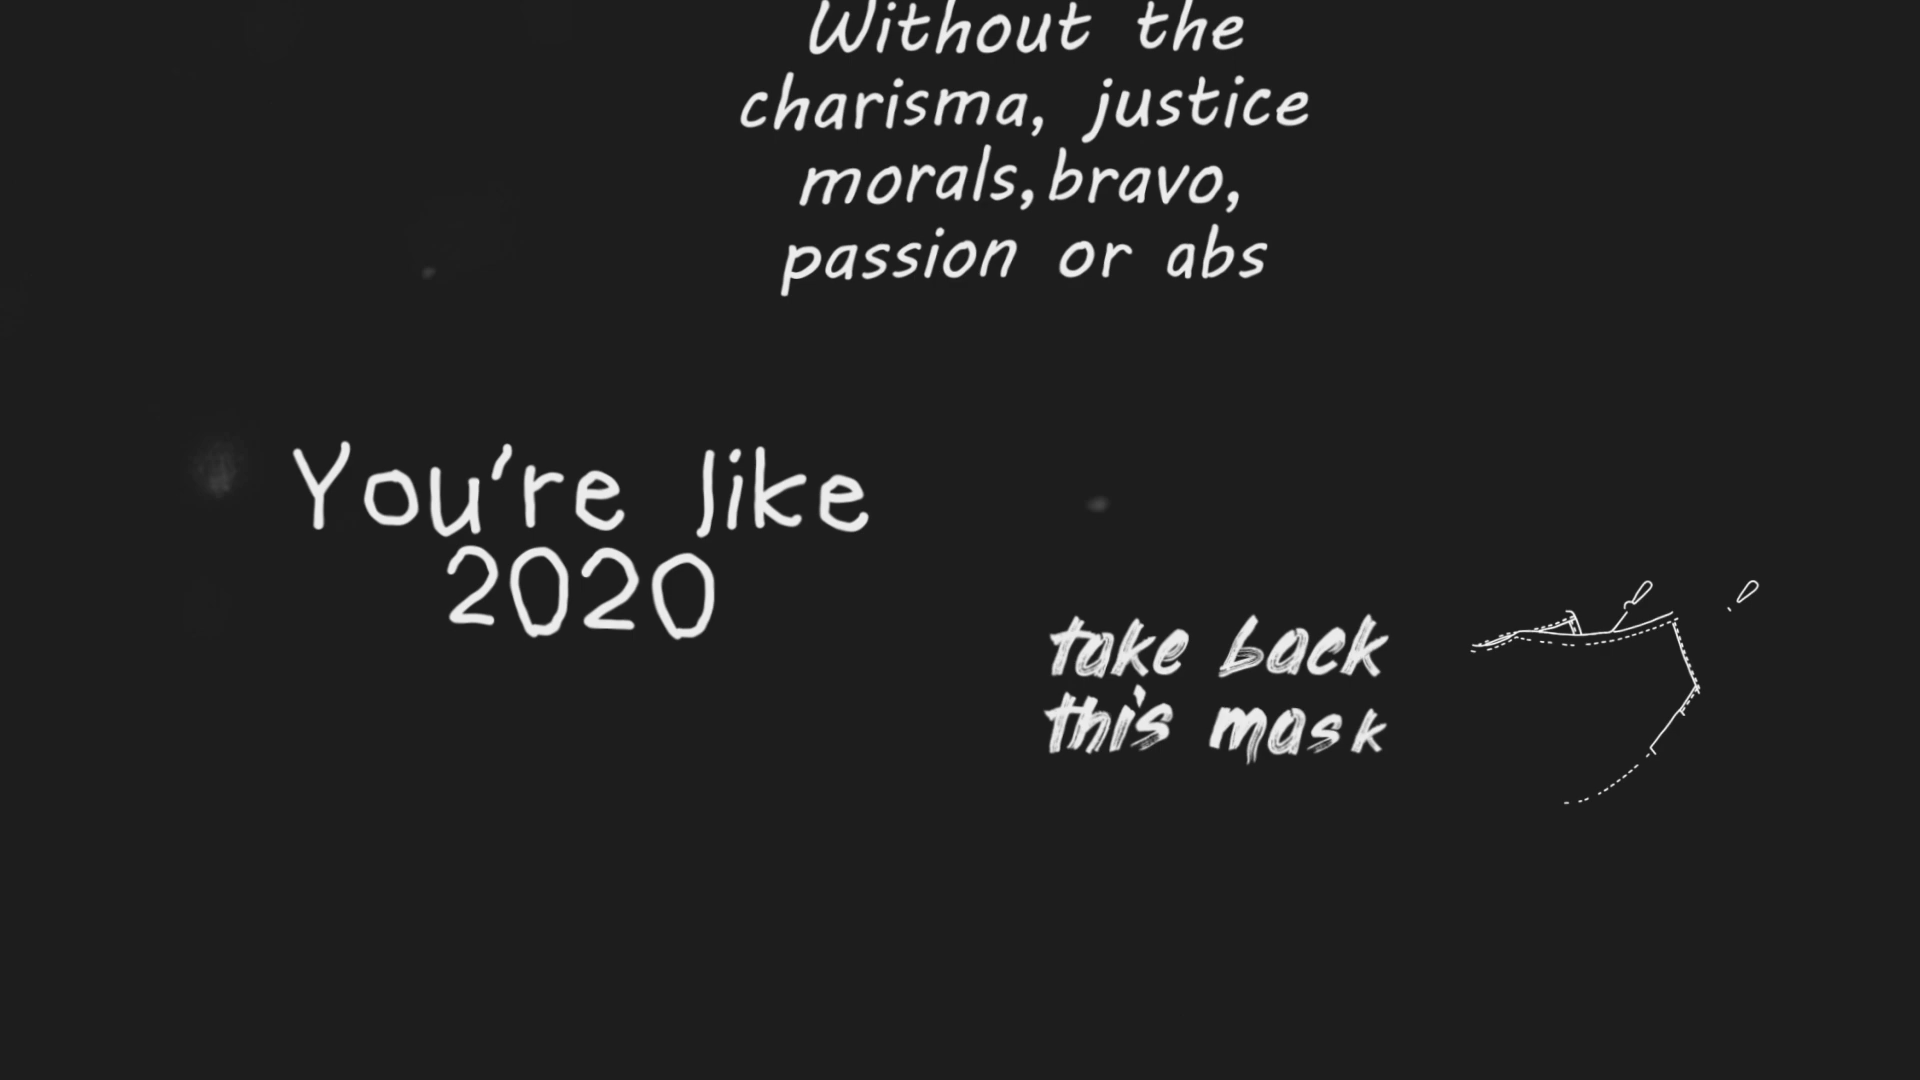 Without the
charisma, justice
morals, bravo,
passion or abs
You're like
2020
take back
this mask